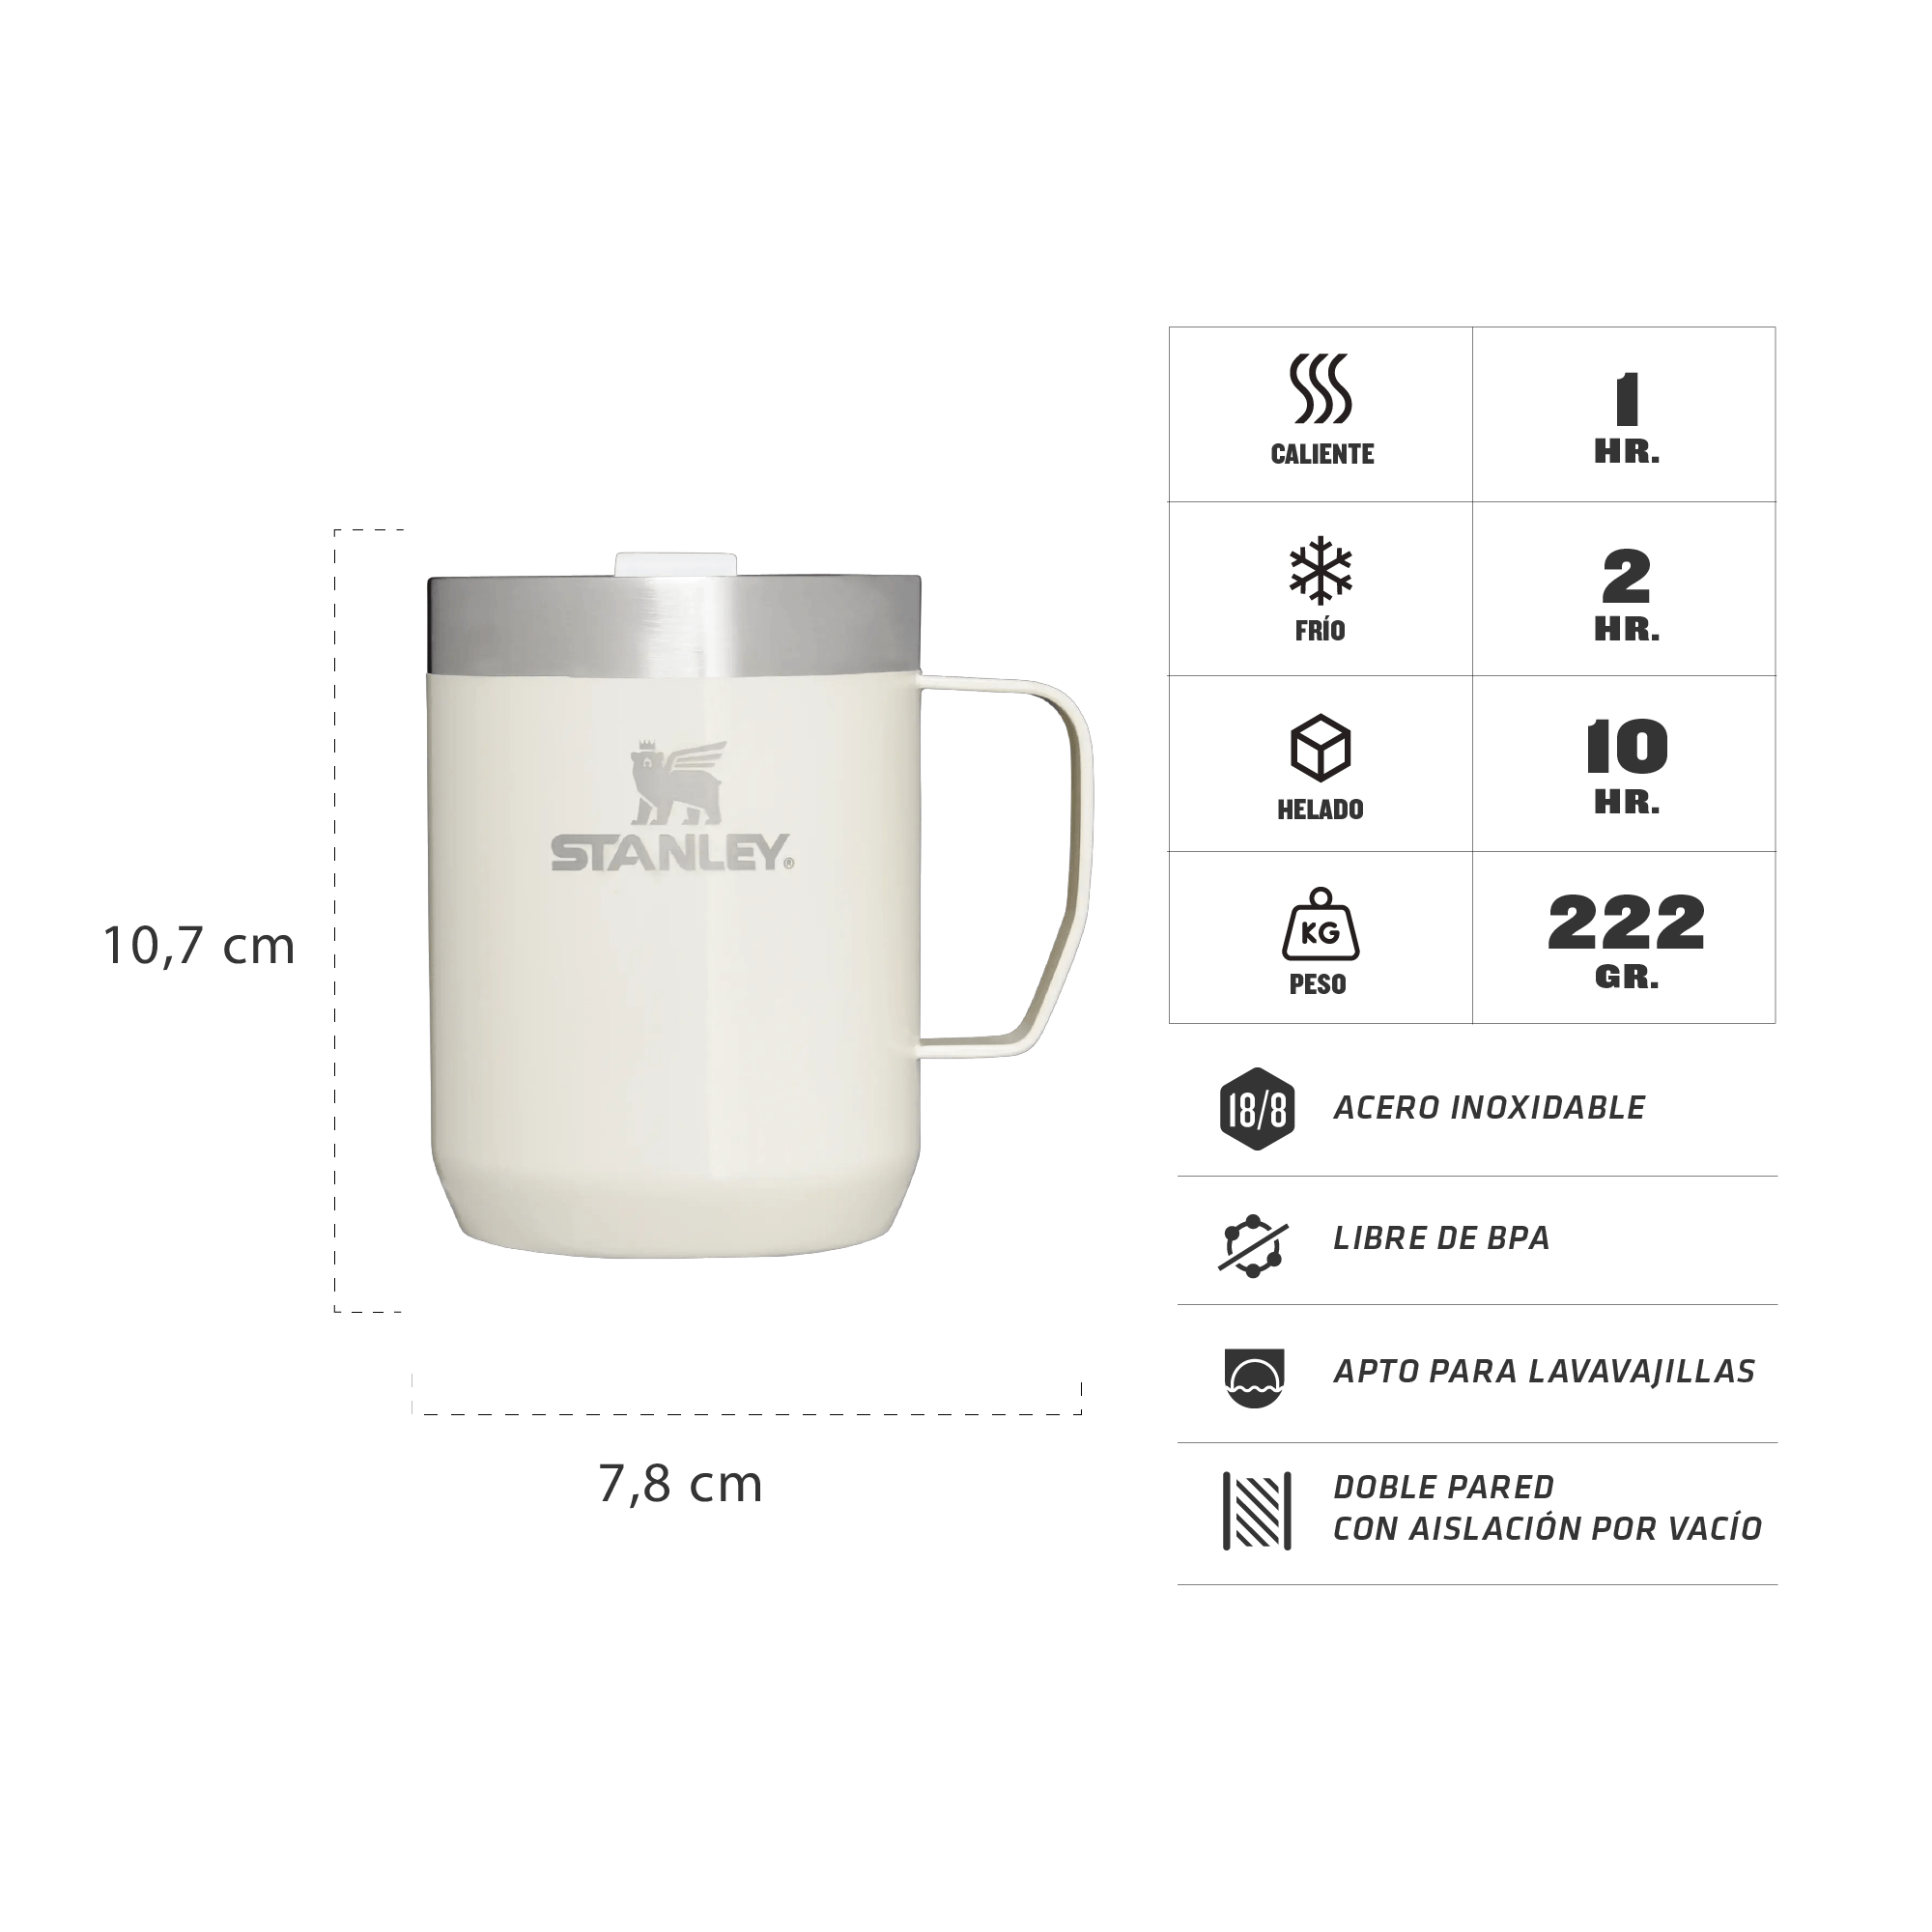 10,7 cm
7,8 cm
STANLEY®
CALIENTE
1
HR.
FRÍO
2
HR.
HELADO
10
HR.
KG
PESO
222
GR.
18/8
ACERO INOXIDABLE
LIBRE DE BPA
APTO PARA LAVAVAJILLAS
DOBLE PARED
CON AISLACIÓN POR VACÍO